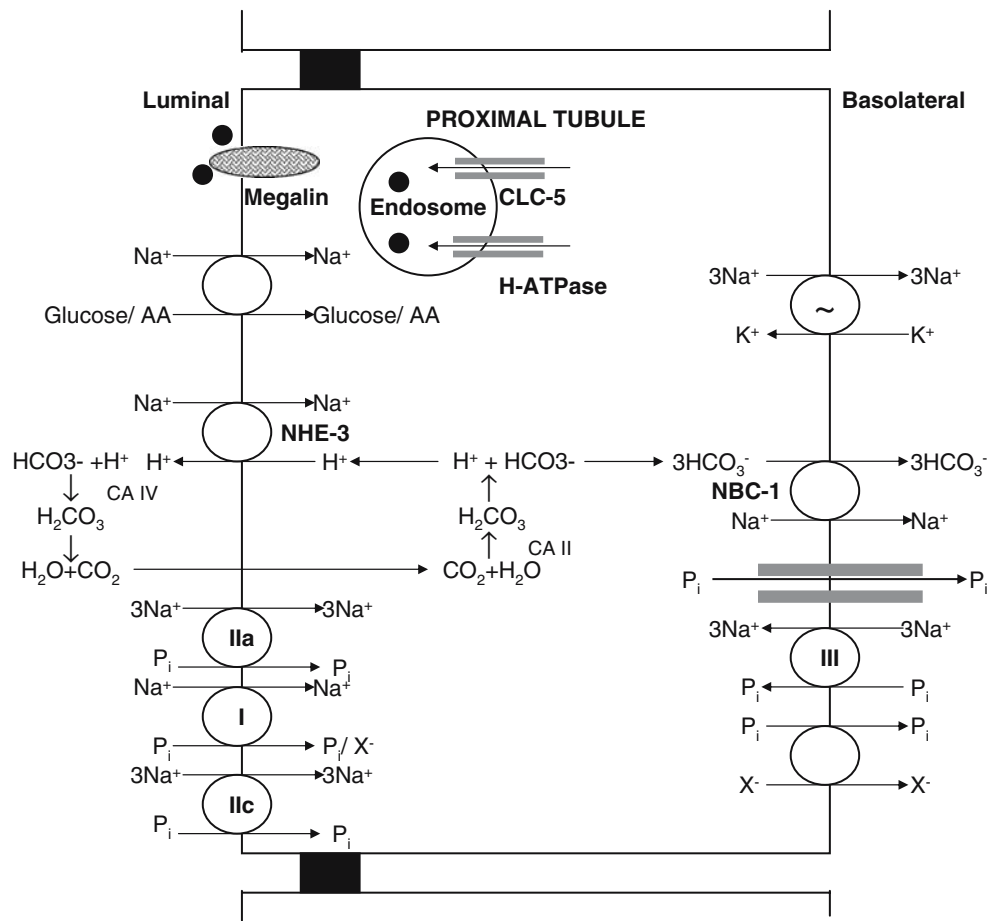 Luminal
Basolateral
PROXIMAL TUBULE
Megalin
Endosome
CLC-5
H-ATPase
Na⁺ Na⁺
Glucose/ AA Glucose/ AA
3Na⁺ 3Na⁺
~
K⁺ K⁺
Na⁺ Na⁺
NHE-3
HCO3- +H⁺ H⁺ H⁺ H⁺ + HCO3- 3HCO₃⁻ 3HCO₃⁻
CA IV
NBC-1
H₂CO₃ H₂CO₃ Na⁺ Na⁺
CA II
H₂O+CO₂ CO₂+H₂O
Pᵢ Pᵢ
3Na⁺ 3Na⁺
IIa
Pᵢ Pᵢ
3Na⁺ 3Na⁺
III
Pᵢ Pᵢ
Na⁺ Na⁺
I
Pᵢ Pᵢ/ X⁻
Pᵢ Pᵢ
X⁻ X⁻
3Na⁺ 3Na⁺
IIc
Pᵢ Pᵢ